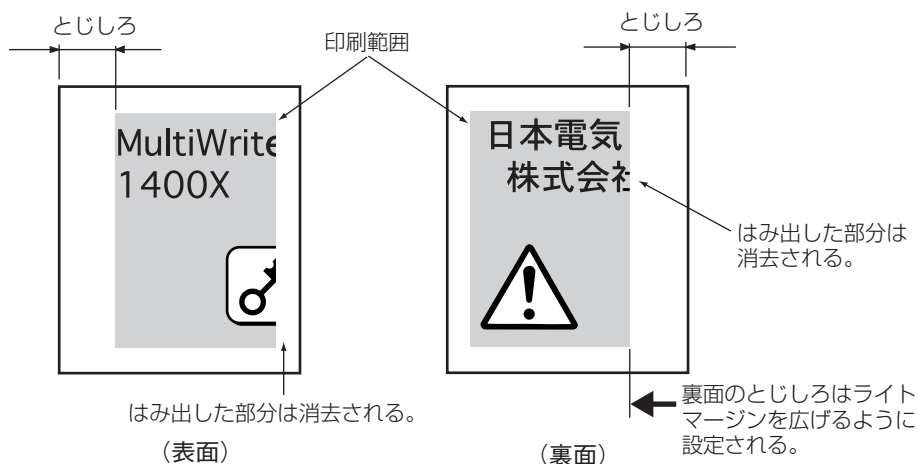 とじしろ
印刷範囲
とじしろ
MultiWrite
1400X
はみ出した部分は消去される。
（表面）
日本電気
株式会社
はみ出した部分は
消去される。
裏面のとじしろはライト
マージンを広げるように
設定される。
（裏面）